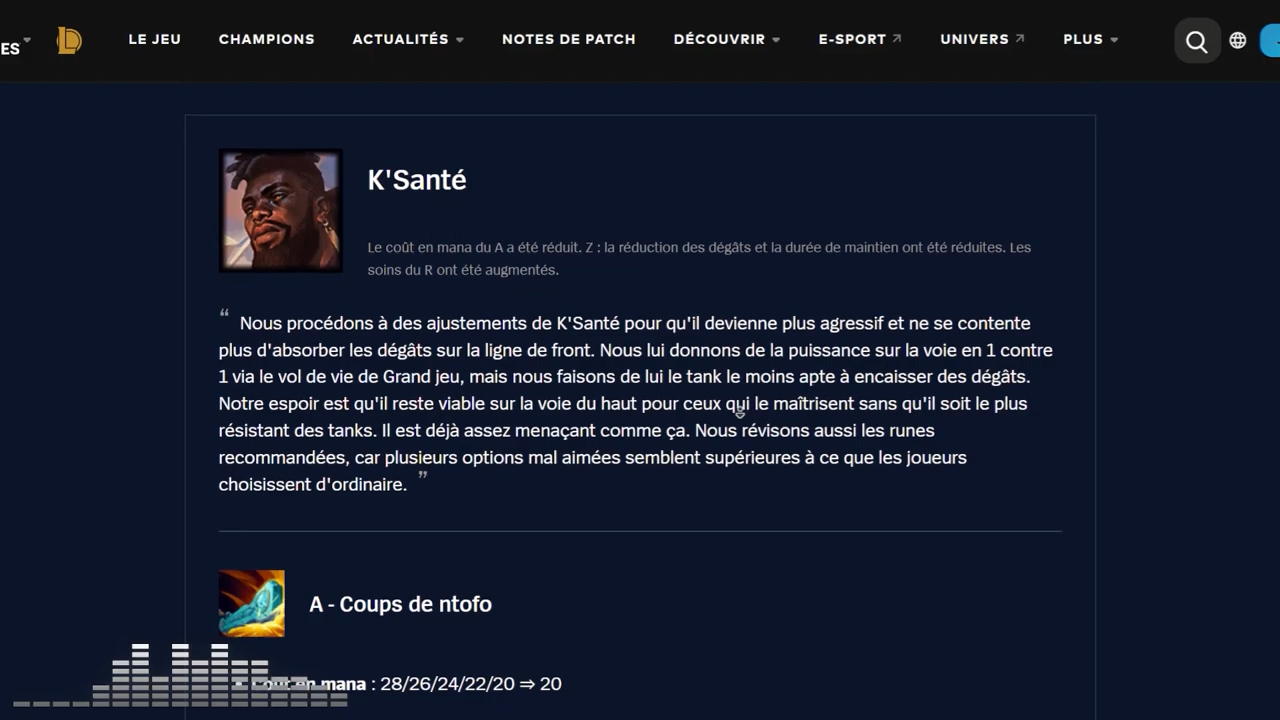 ES
LE JEU
CHAMPIONS
ACTUALITÉS
NOTES DE PATCH
DÉCOUVRIR
E-SPORT
UNIVERS
PLUS
K'Santé
Le coût en mana du A a été réduit. Z : la réduction des dégâts et la durée de maintien ont été réduites. Les
soins du R ont été augmentés.
“ Nous procédons à des ajustements de K'Santé pour qu'il devienne plus agressif et ne se contente
plus d'absorber les dégâts sur la ligne de front. Nous lui donnons de la puissance sur la voie en 1 contre
1 via le vol de vie de Grand jeu, mais nous faisons de lui le tank le moins apte à encaisser des dégâts.
Notre espoir est qu'il reste viable sur la voie du haut pour ceux qui le maîtrisent sans qu'il soit le plus
résistant des tanks. Il est déjà assez menaçant comme ça. Nous révisons aussi les runes
recommandées, car plusieurs options mal aimées semblent supérieures à ce que les joueurs
choisissent d'ordinaire. ”
A - Coups de ntofo
• Coût en mana : 28/26/24/22/20 ⇒ 20